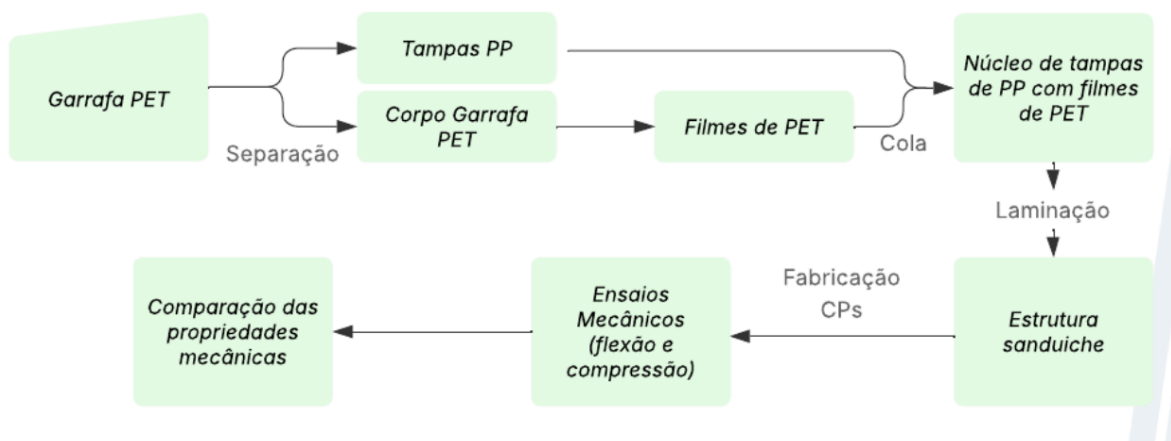 Garrafa PET
Separação
Tampas PP
Corpo Garrafa
PET
Filmes de PET
Cola
Núcleo de tampas
de PP com filmes
de PET
Laminação
Estrutura
sanduiche
Fabricação
CPs
Ensaios
Mecânicos
(flexão e
compressão)
Comparação das
propriedades
mecânicas